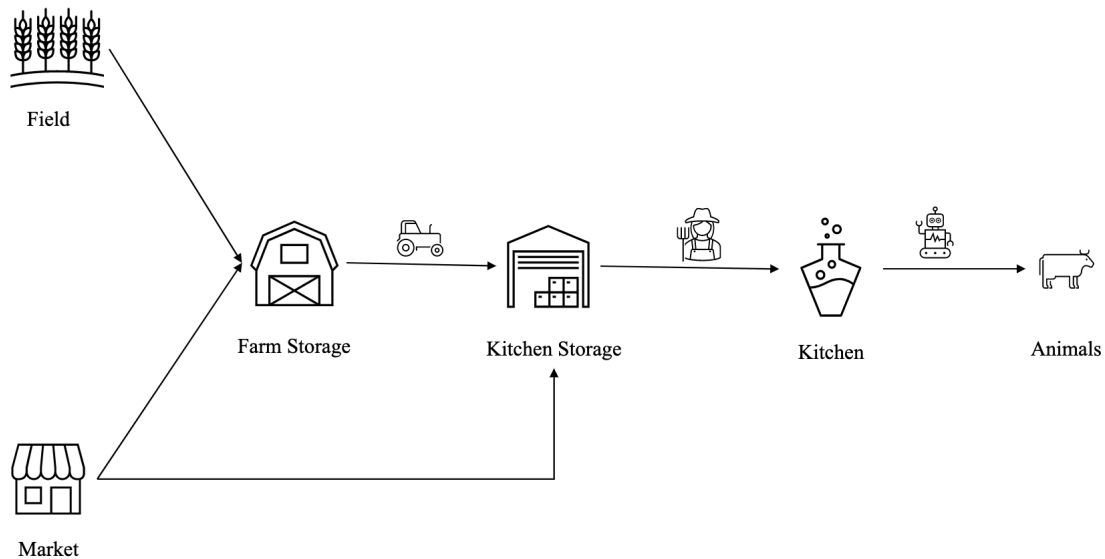 Field
Farm Storage
Kitchen Storage
Kitchen
Animals
Market